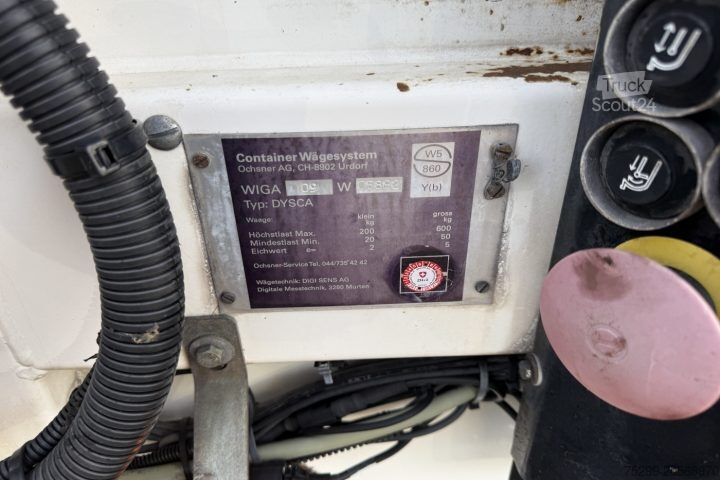 Truck
Scout24
Container Wägesystem
Ochsner AG, CH-8902 Urdorf
W5
860
Y(b)
WIGA 09 W
Typ: DYSCA
Waage: klein gross
kg kg
Höchstlast Max. 200 600
Mindestlast Min. 20 50
Eichwert e= 2 5
Ochsner-Service Tel. 044/735 42 42
Wägetechnik: DIGI SENS AG
Digitale Messtechnik, 3280 Murten